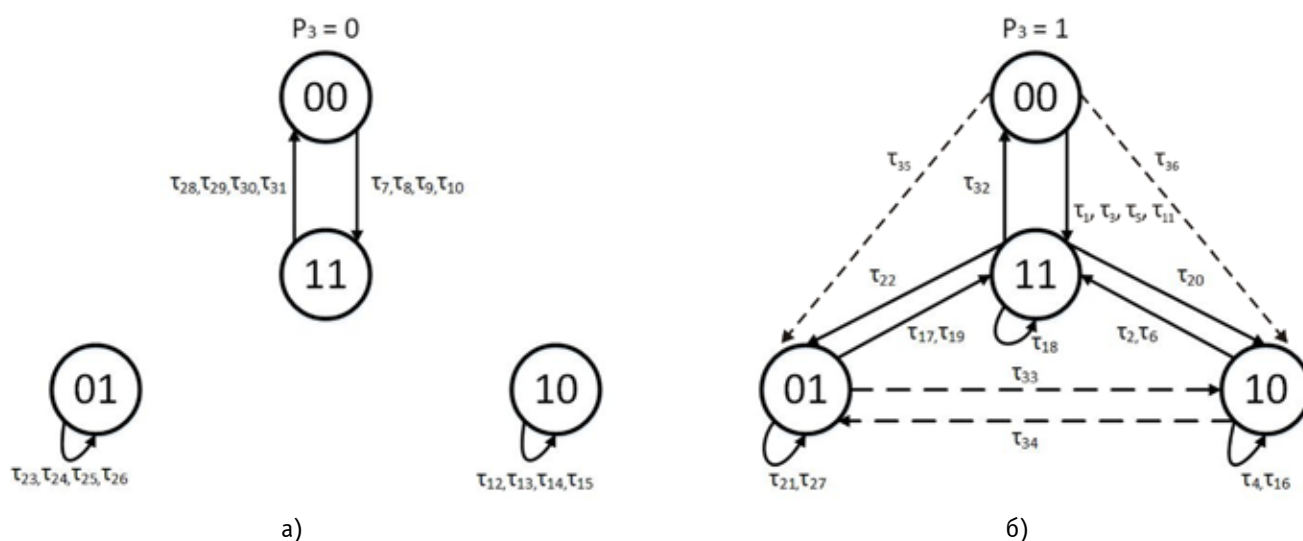 P₃ = 0
00
τ₂₈,τ₂₉,τ₃₀,τ₃₁
τ₇,τ₈,τ₉,τ₁₀
11
01
10
τ₂₃,τ₂₄,τ₂₅,τ₂₆
τ₁₂,τ₁₃,τ₁₄,τ₁₅
а)
P₃ = 1
00
τ₃₅
τ₃₆
τ₃₂
τ₁, τ₃, τ₅, τ₁₁
11
τ₂₂
τ₂₀
τ₁₇,τ₁₉
τ₁₈
τ₂,τ₆
01
τ₃₃
10
τ₃₄
τ₂₁,τ₂₇
τ₄,τ₁₆
б)